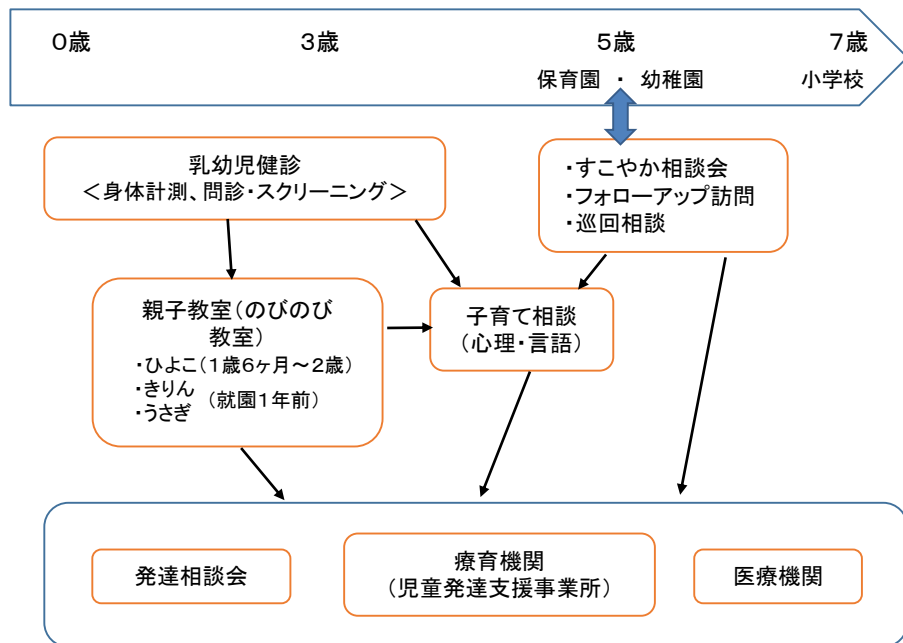 ０歳 ３歳 ５歳 ７歳
保育園 ・ 幼稚園 小学校
乳幼児健診
＜身体計測、問診・スクリーニング＞
・すこやか相談会
・フォローアップ訪問
・巡回相談
親子教室（のびのび
教室）
・ひよこ（１歳６ヶ月～２歳）
・きりん
・うさぎ
（就園１年前）
子育て相談
（心理・言語）
発達相談会
療育機関
（児童発達支援事業所）
医療機関